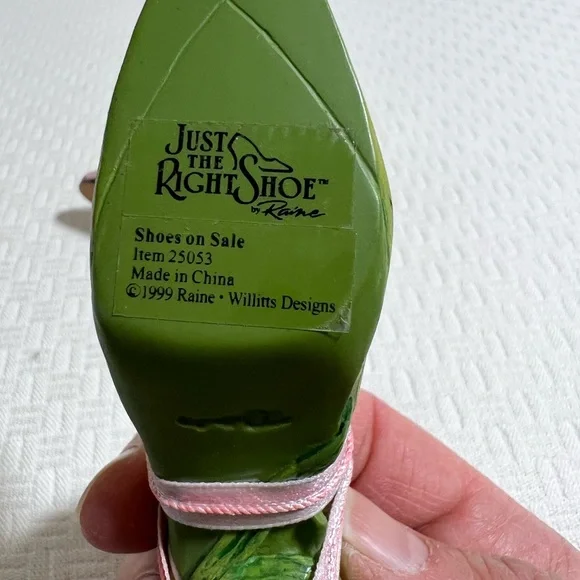 JUST
THE
RIGHT SHOE™
by Raine
Shoes on Sale
Item 25053
Made in China
©1999 Raine · Willitts Designs